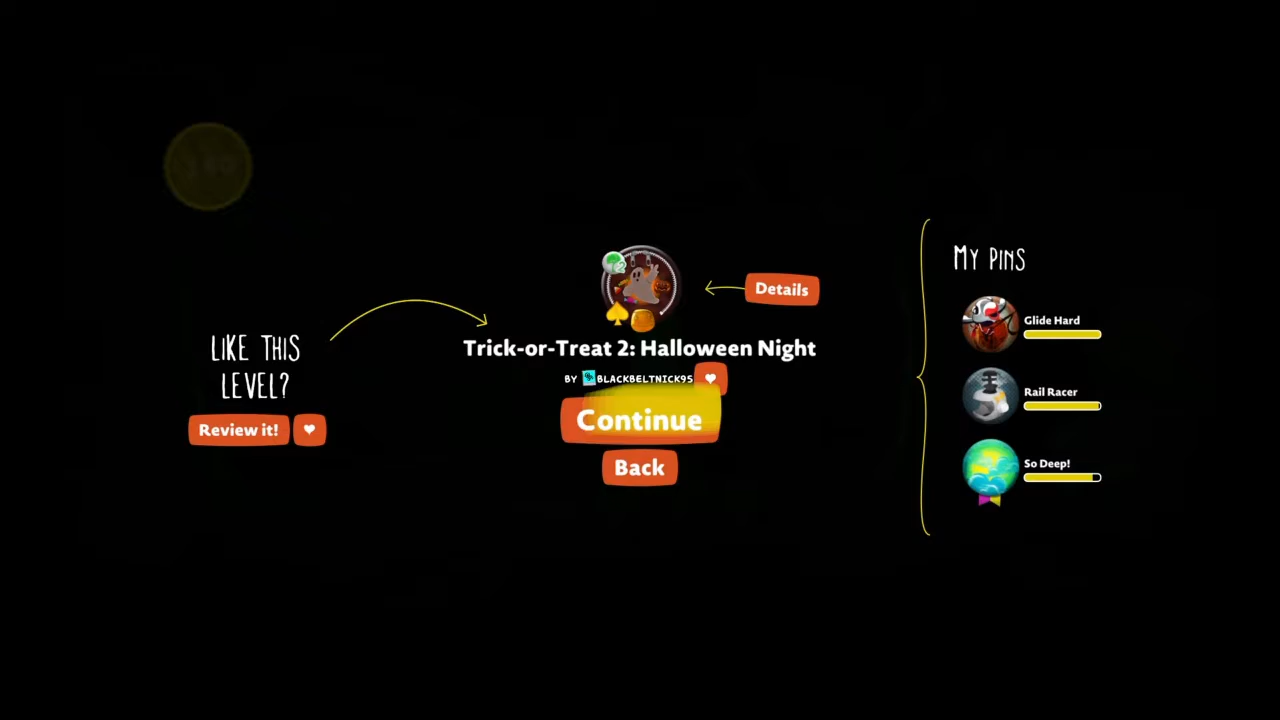 LIKE THIS
LEVEL?
Review it!
Details
Trick-or-Treat 2: Halloween Night
BY BLACKBELTNICK95
Continue
Back
MY PINS
Glide Hard
Rail Racer
So Deep!